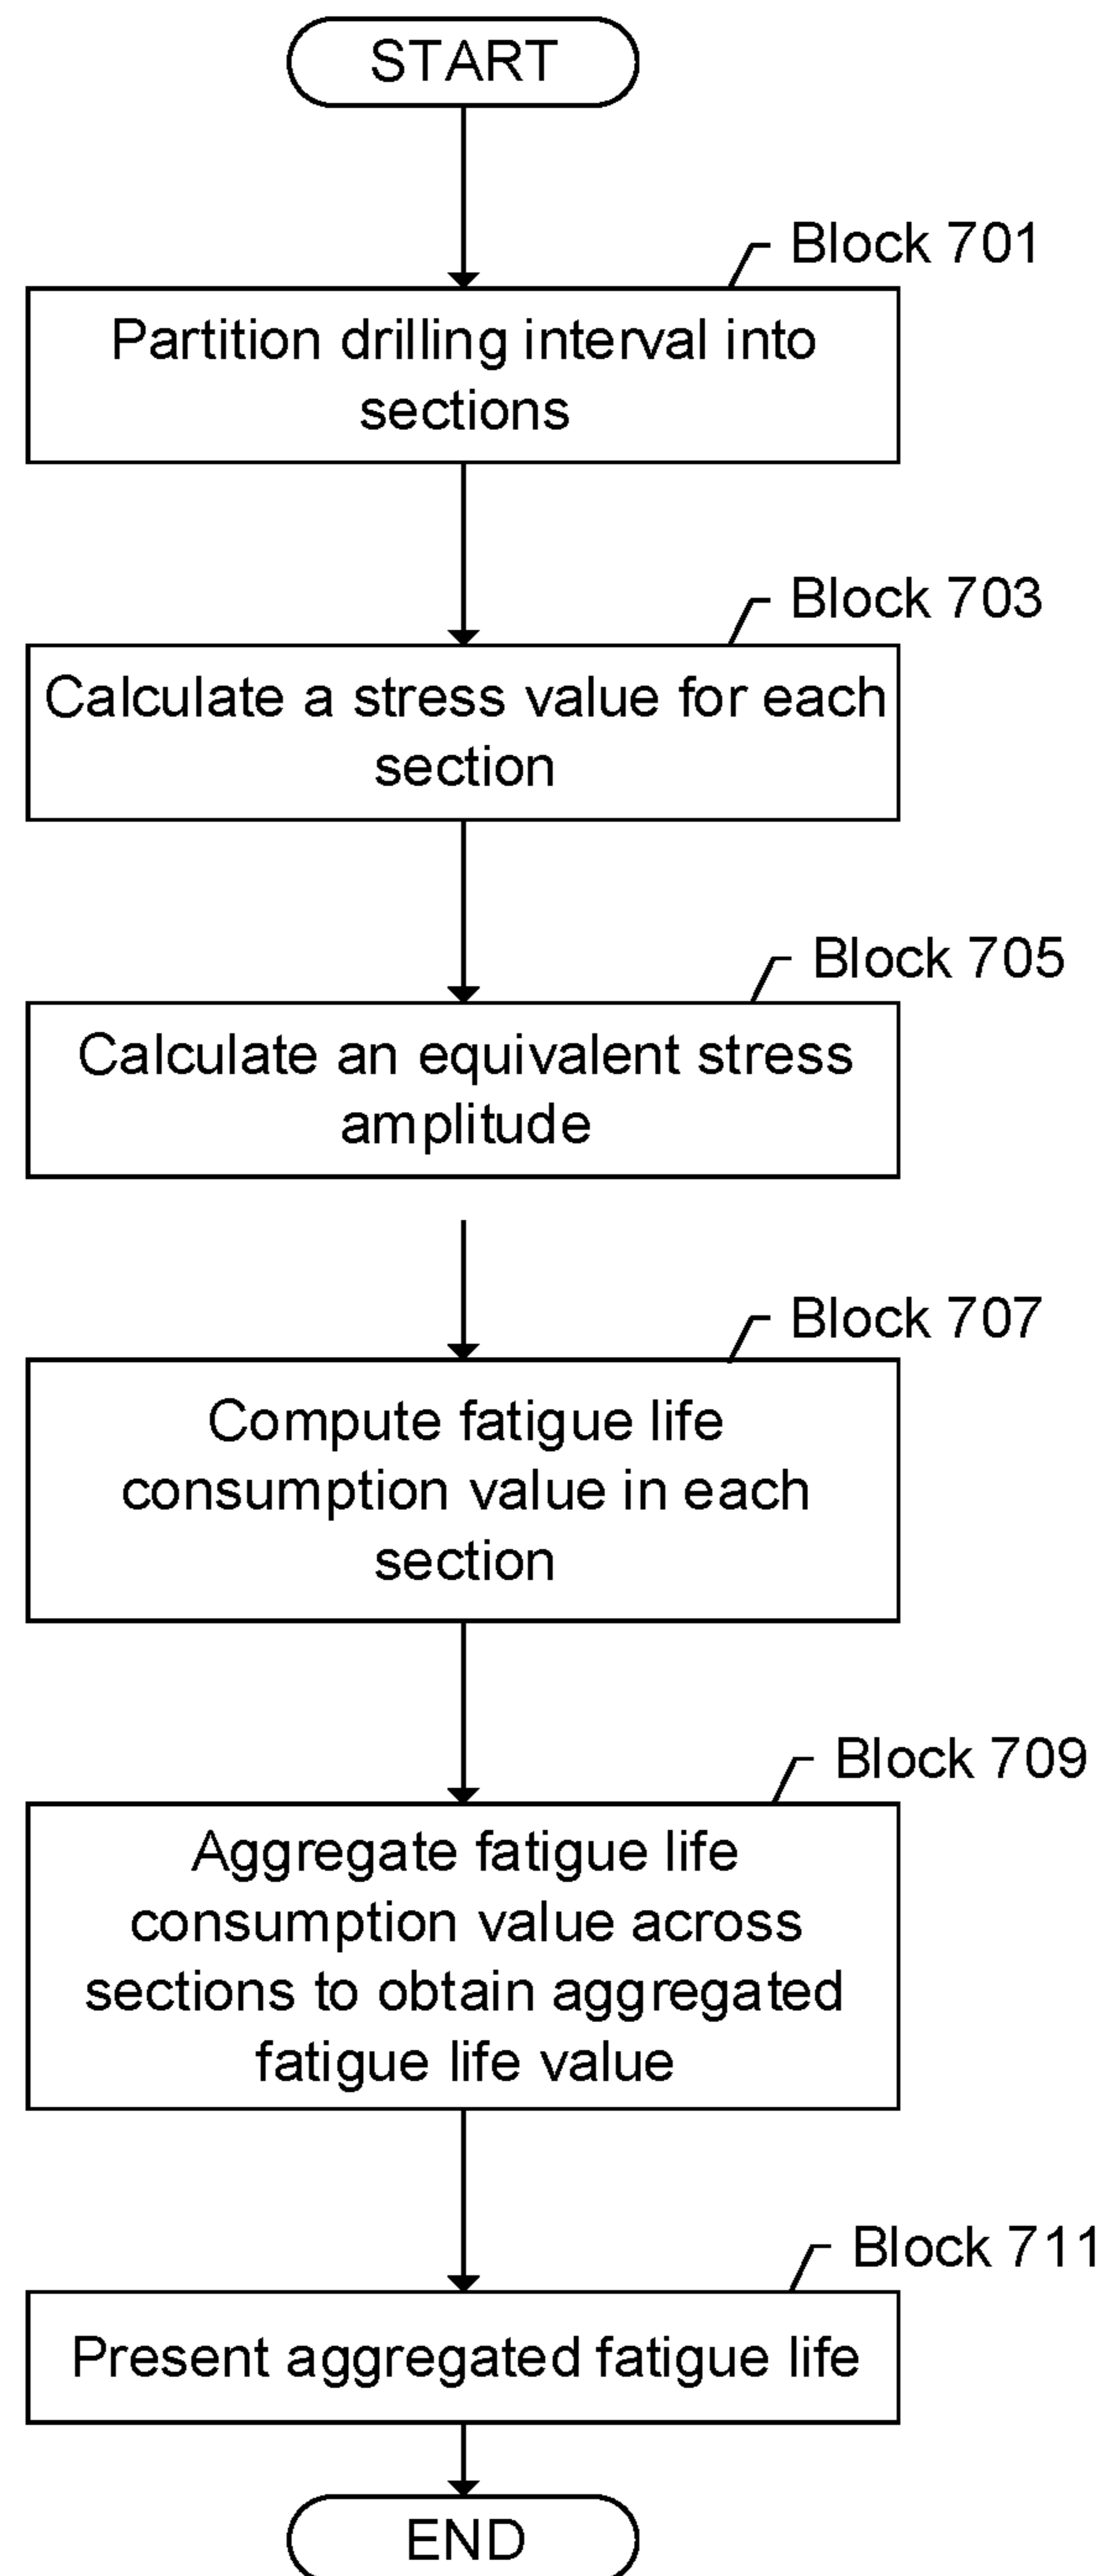 START
Block 701
Partition drilling interval into
sections
Block 703
Calculate a stress value for each
section
Block 705
Calculate an equivalent stress
amplitude
Block 707
Compute fatigue life
consumption value in each
section
Block 709
Aggregate fatigue life
consumption value across
sections to obtain aggregated
fatigue life value
Block 711
Present aggregated fatigue life
END